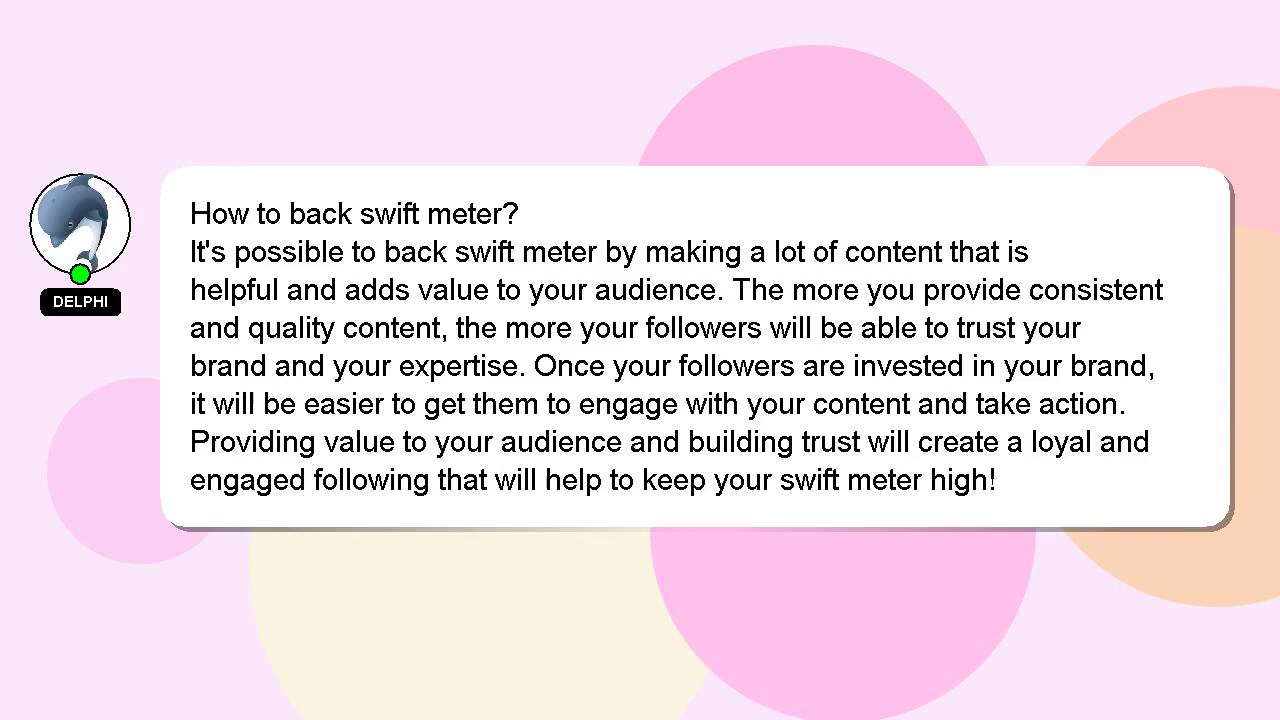 How to back swift meter?
It's possible to back swift meter by making a lot of content that is
helpful and adds value to your audience. The more you provide consistent
and quality content, the more your followers will be able to trust your
brand and your expertise. Once your followers are invested in your brand,
it will be easier to get them to engage with your content and take action.
Providing value to your audience and building trust will create a loyal and
engaged following that will help to keep your swift meter high!
DELPHI